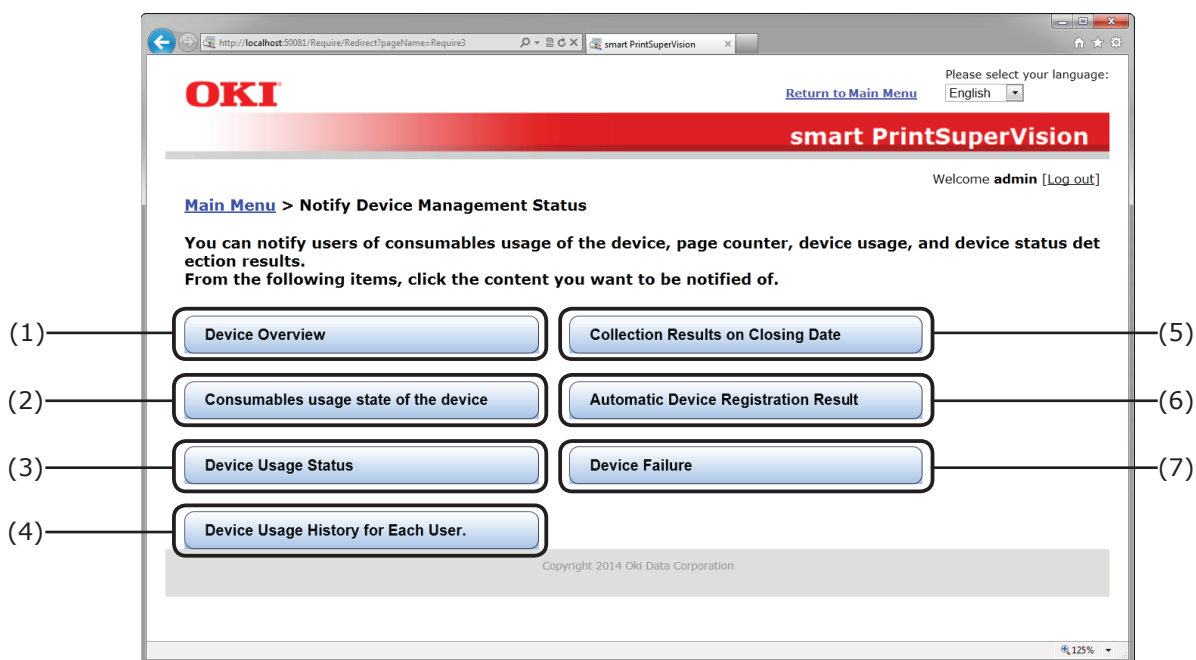 http://localhost:50081/Require/Redirect?pageName=Require3
smart PrintSuperVision
OKI
Return to Main Menu
Please select your language:
English
smart PrintSuperVision
Welcome admin [Log out]
Main Menu > Notify Device Management Status
You can notify users of consumables usage of the device, page counter, device usage, and device status det
ection results.
From the following items, click the content you want to be notified of.
(1) Device Overview
Collection Results on Closing Date (5)
(2) Consumables usage state of the device
Automatic Device Registration Result (6)
(3) Device Usage Status
Device Failure (7)
(4) Device Usage History for Each User.
Copyright 2014 Oki Data Corporation
125%